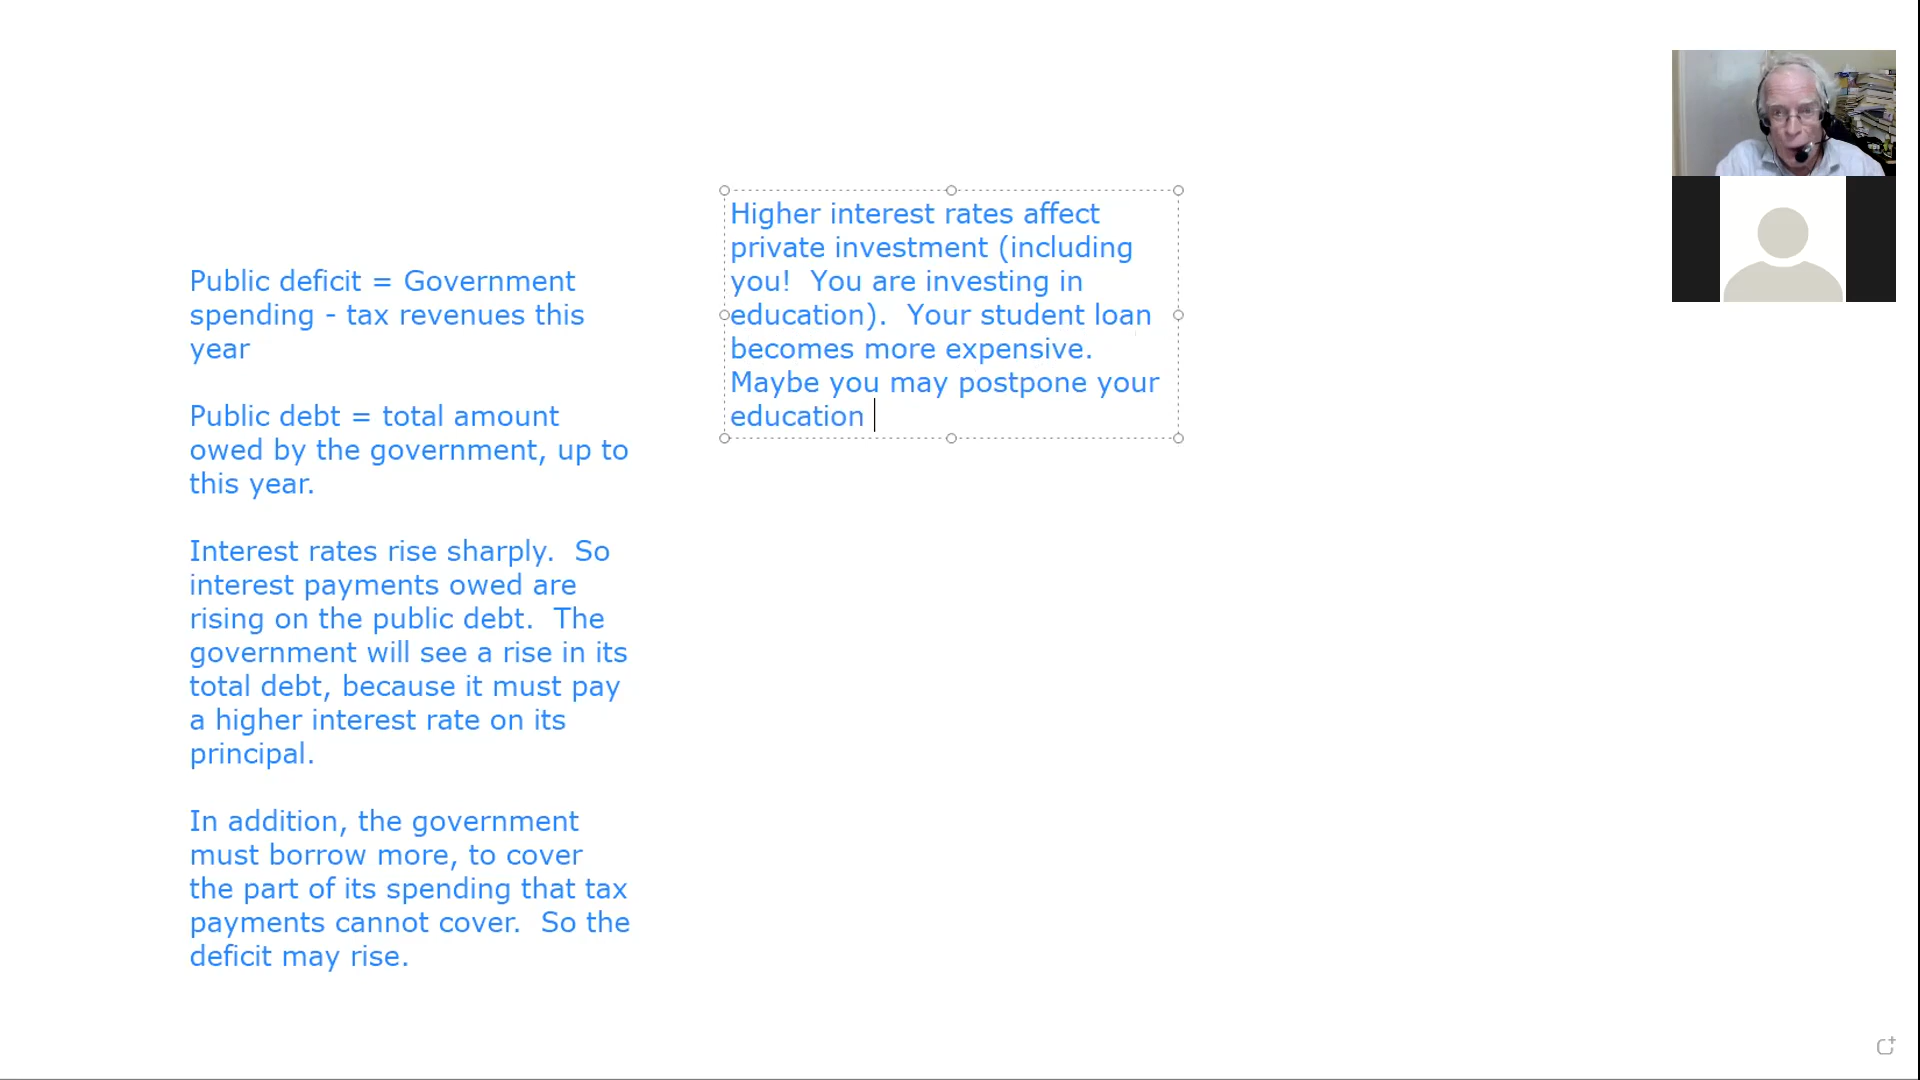 Public deficit = Government
spending - tax revenues this
year
Public debt = total amount
owed by the government, up to
this year.
Interest rates rise sharply.  So
interest payments owed are
rising on the public debt.  The
government will see a rise in its
total debt, because it must pay
a higher interest rate on its
principal.
In addition, the government
must borrow more, to cover
the part of its spending that tax
payments cannot cover.  So the
deficit may rise.
Higher interest rates affect
private investment (including
you!  You are investing in
education).  Your student loan
becomes more expensive.
Maybe you may postpone your
education